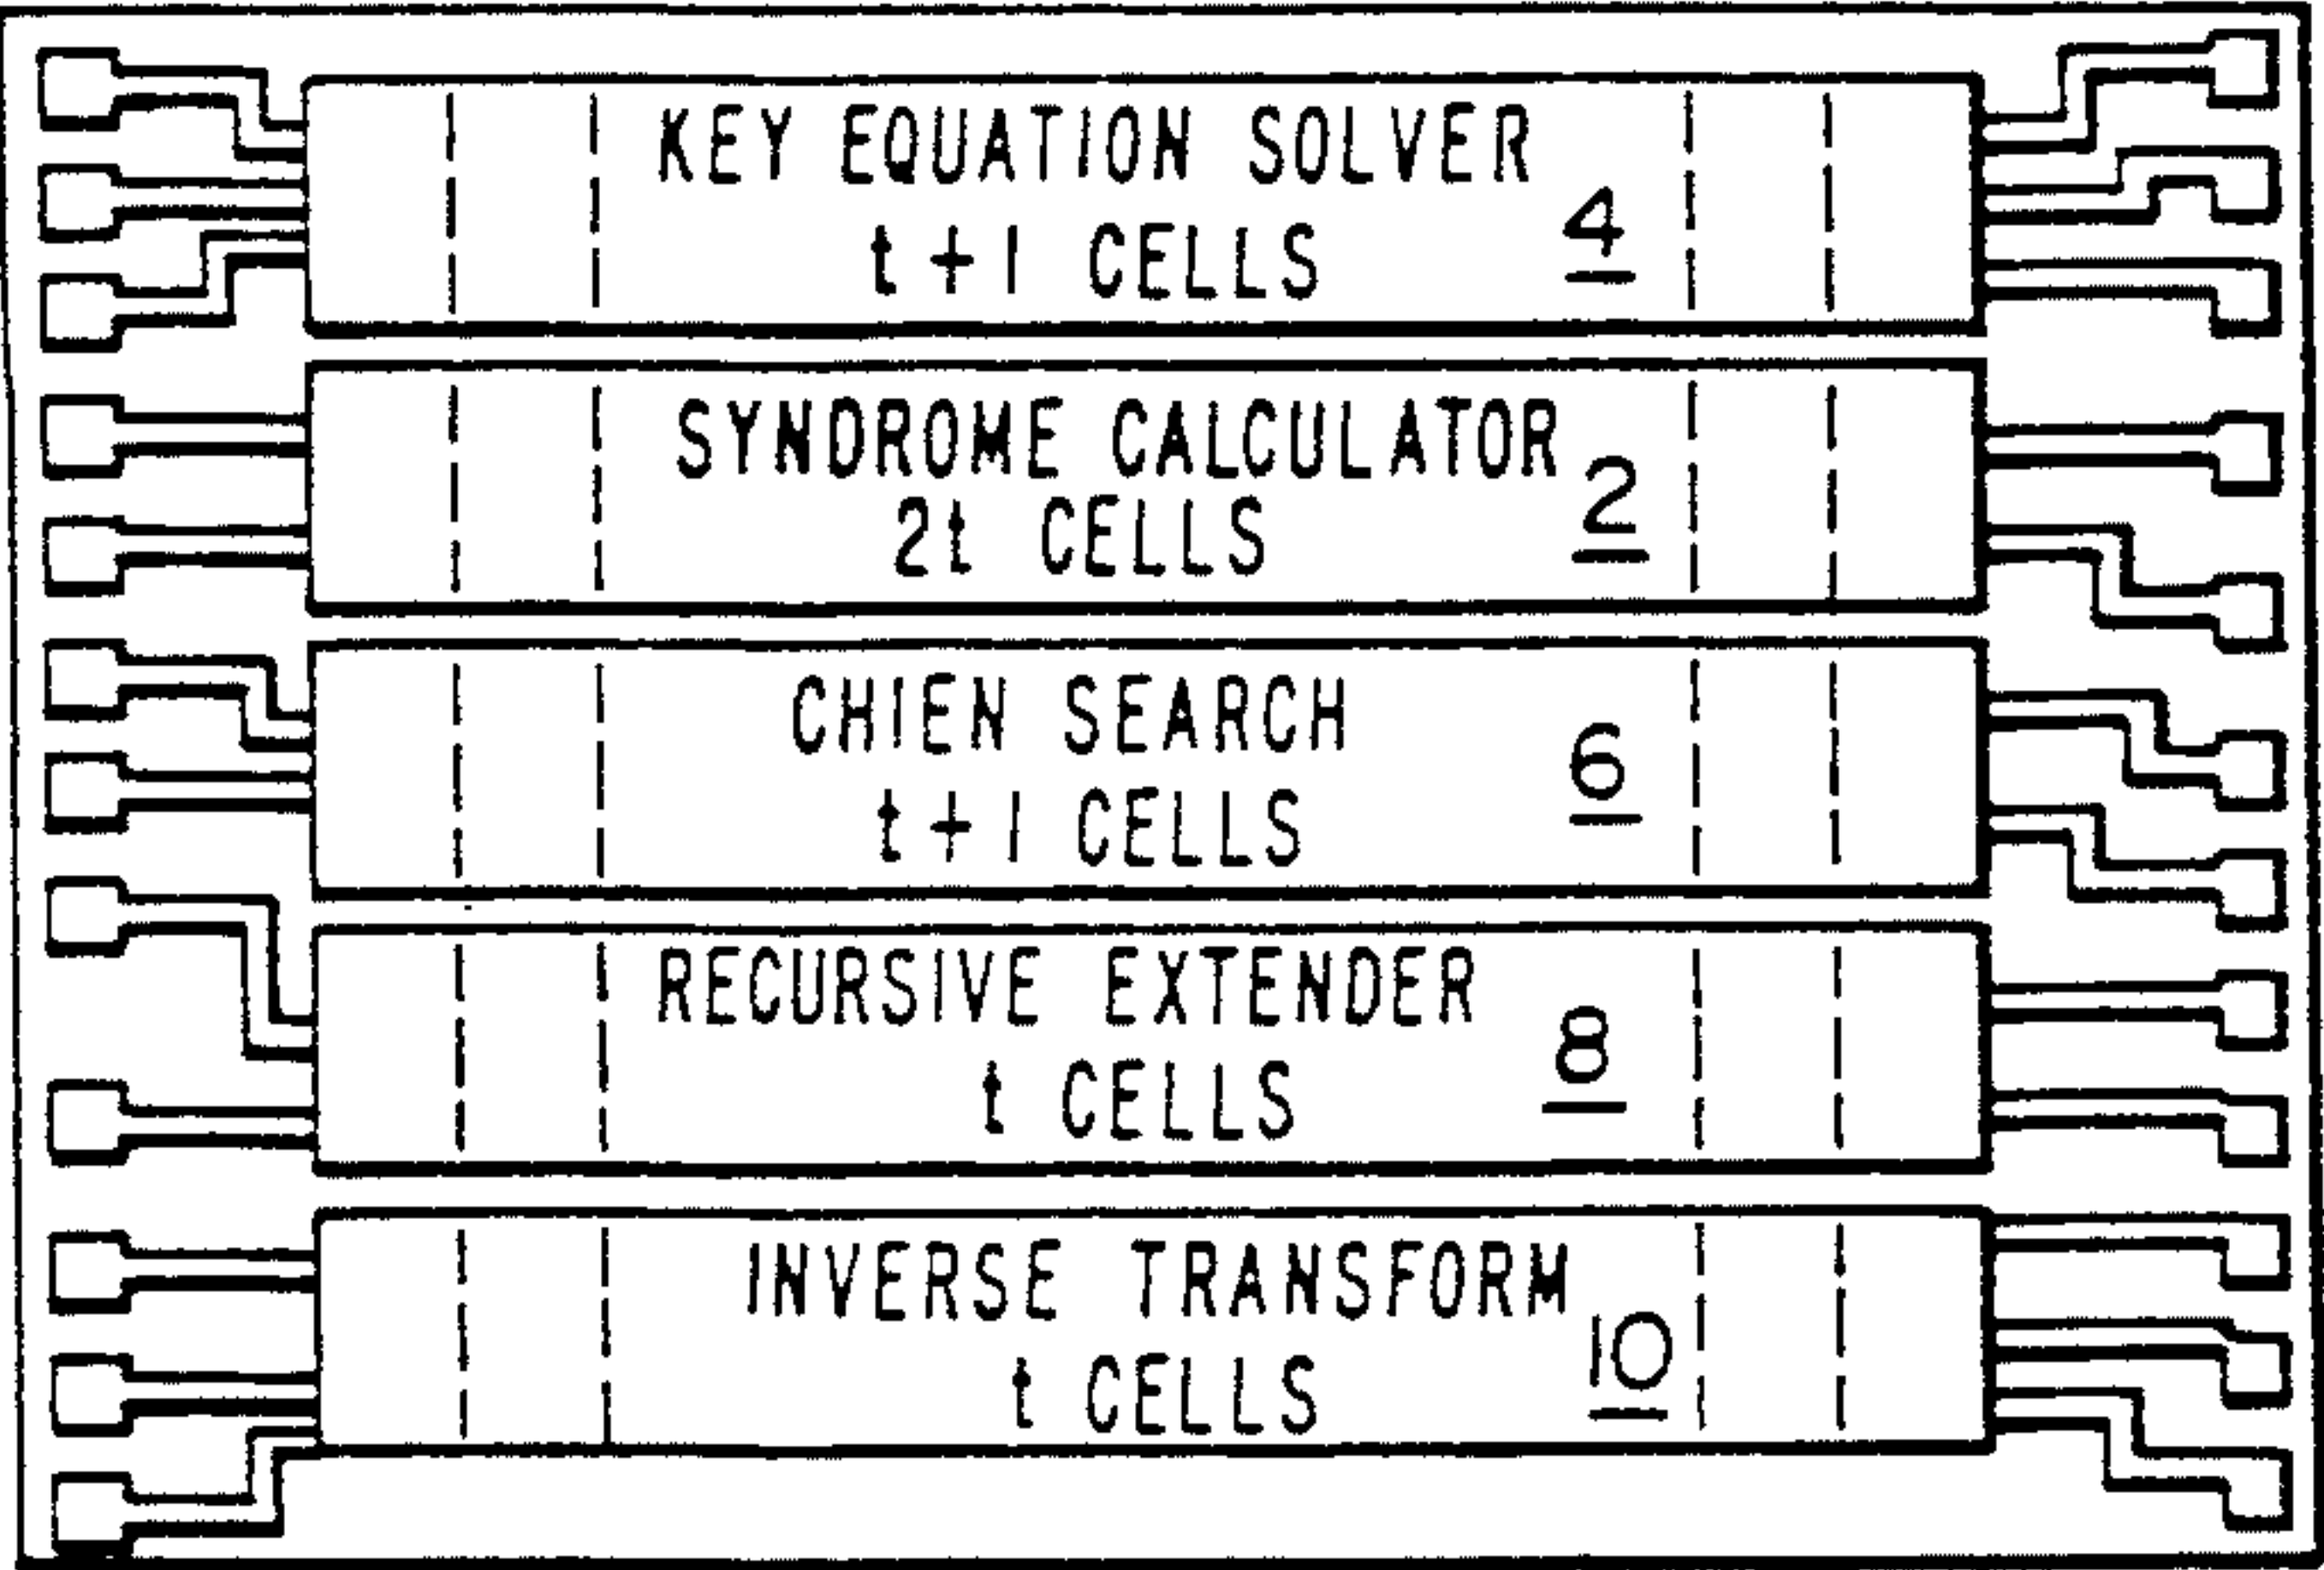 KEY EQUATION SOLVER
t + 1 CELLS 4
SYNDROME CALCULATOR
2t CELLS 2
CHIEN SEARCH
t + 1 CELLS 6
RECURSIVE EXTENDER
t CELLS 8
INVERSE TRANSFORM
t CELLS 10